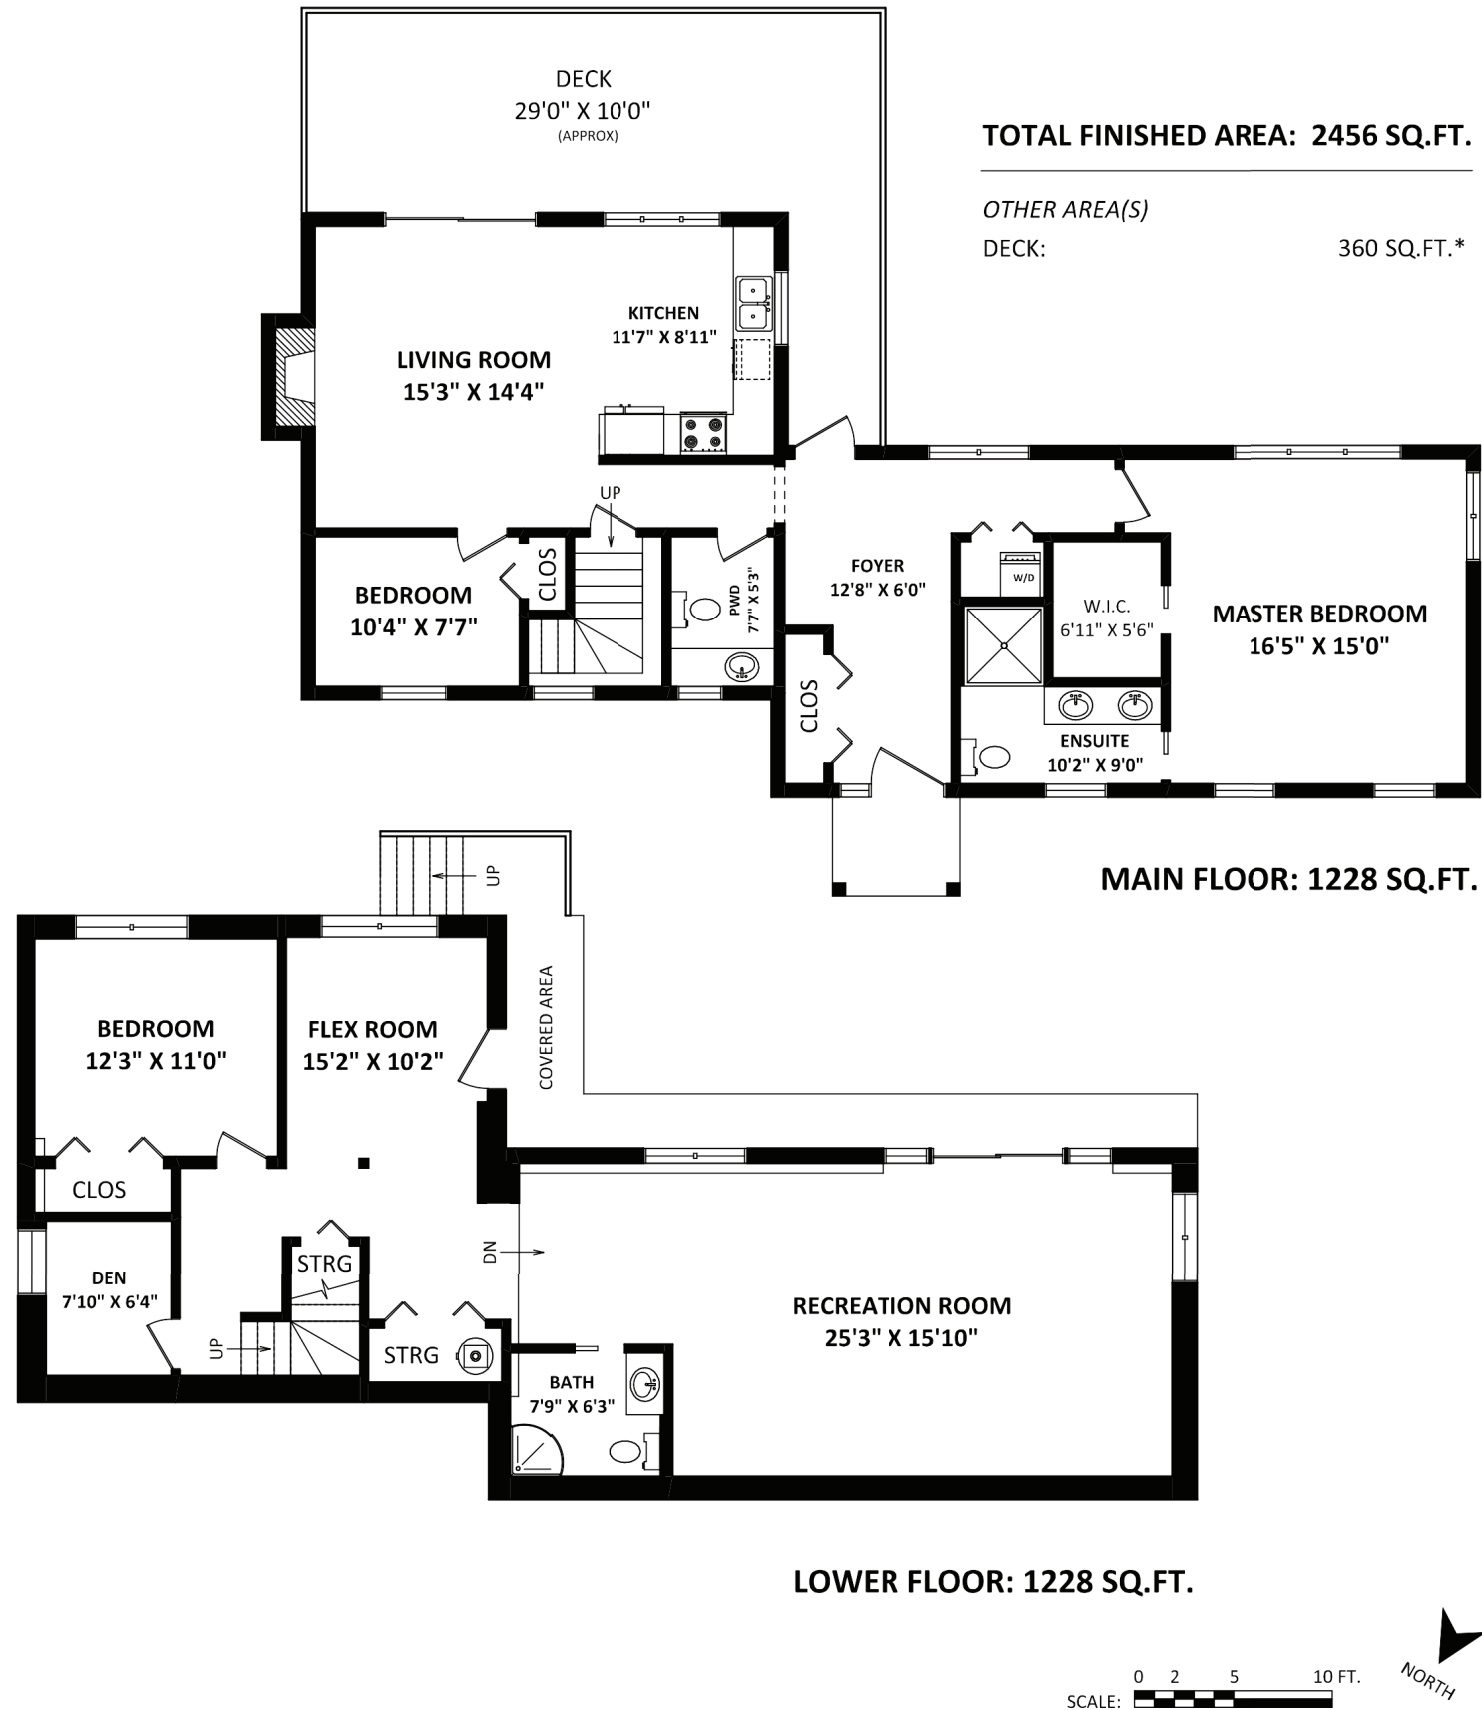 DECK
29'0" X 10'0"
(APPROX)
TOTAL FINISHED AREA: 2456 SQ.FT.
OTHER AREA(S)
DECK: 360 SQ.FT.*
KITCHEN
11'7" X 8'11"
LIVING ROOM
15'3" X 14'4"
UP
BEDROOM
10'4" X 7'7"
CLOS
PWD
7'7" X 5'3"
FOYER
12'8" X 6'0"
W/D
W.I.C.
6'11" X 5'6"
MASTER BEDROOM
16'5" X 15'0"
CLOS
ENSUITE
10'2" X 9'0"
MAIN FLOOR: 1228 SQ.FT.
UP
COVERED AREA
BEDROOM
12'3" X 11'0"
FLEX ROOM
15'2" X 10'2"
CLOS
STRG
DN
DEN
7'10" X 6'4"
UP
STRG
RECREATION ROOM
25'3" X 15'10"
BATH
7'9" X 6'3"
LOWER FLOOR: 1228 SQ.FT.
NORTH
0 2 5 10 FT.
SCALE: